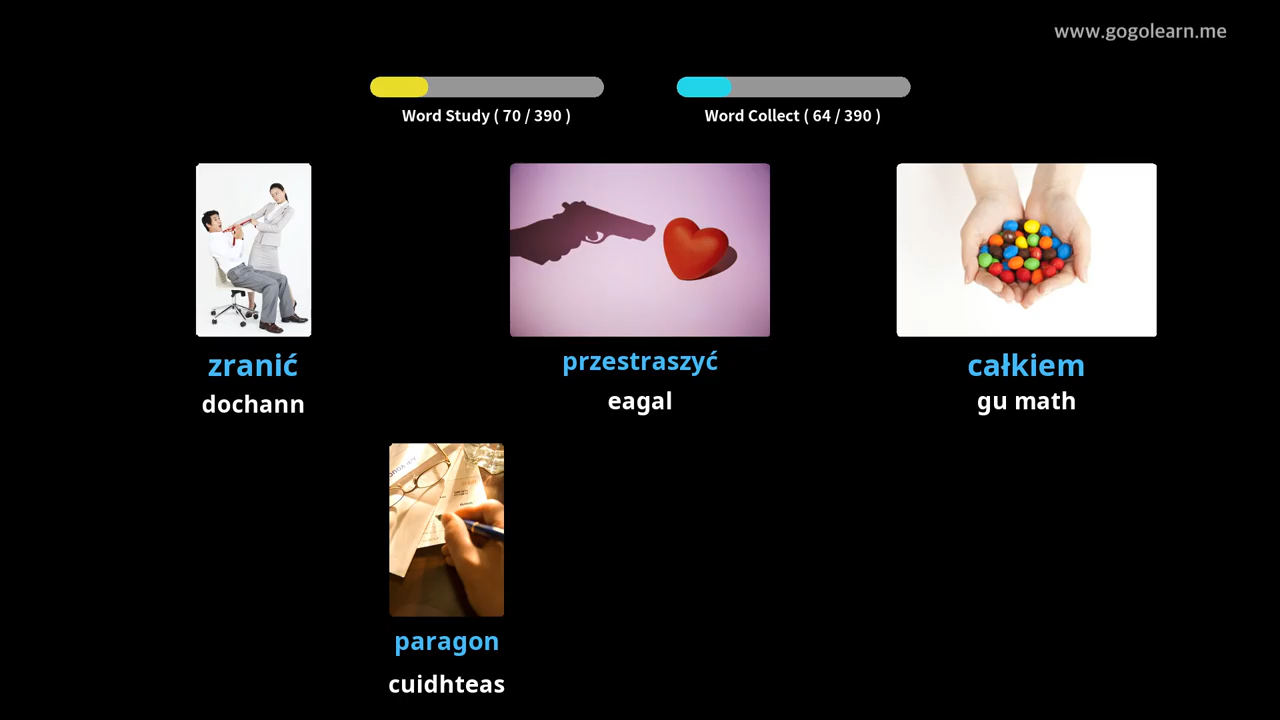 www.gogolearn.me
Word Study ( 70 / 390 )
Word Collect ( 64 / 390 )
zranić
dochann
przestraszyć
eagal
całkiem
gu math
paragon
cuidhteas